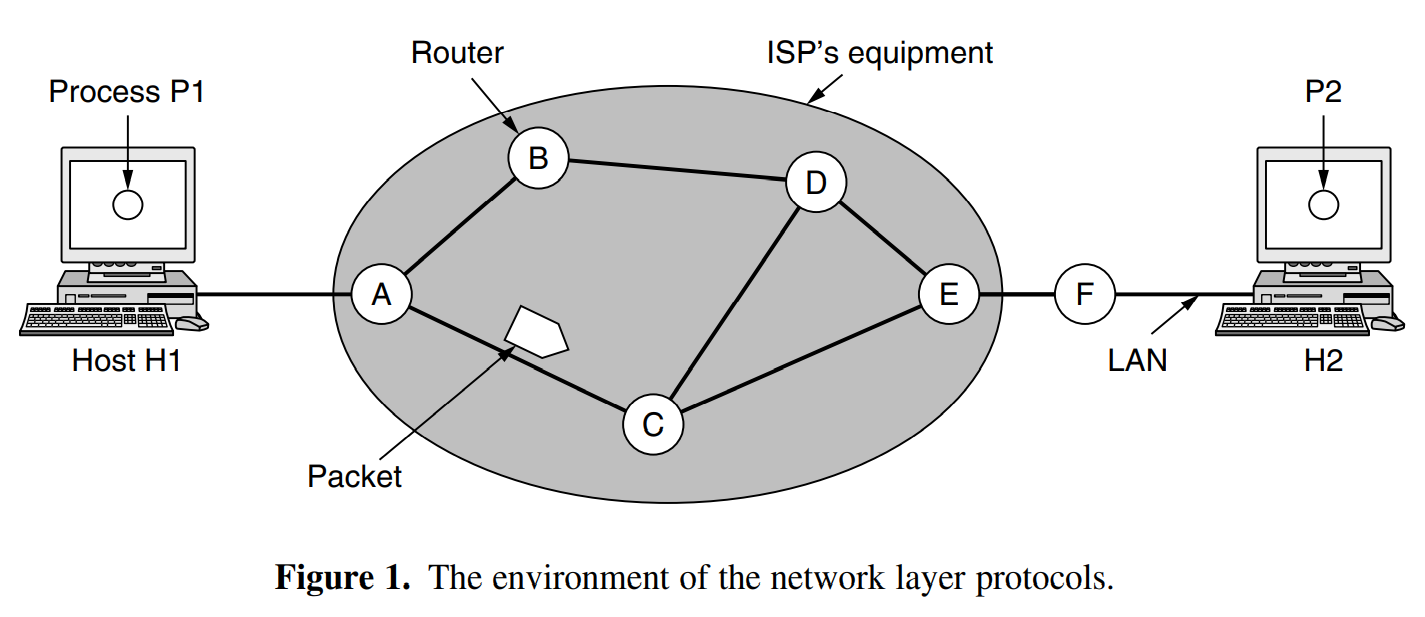 Router
ISP's equipment
Process P1
P2
B
D
A
E
F
C
Host H1
LAN
H2
Packet
Figure 1. The environment of the network layer protocols.